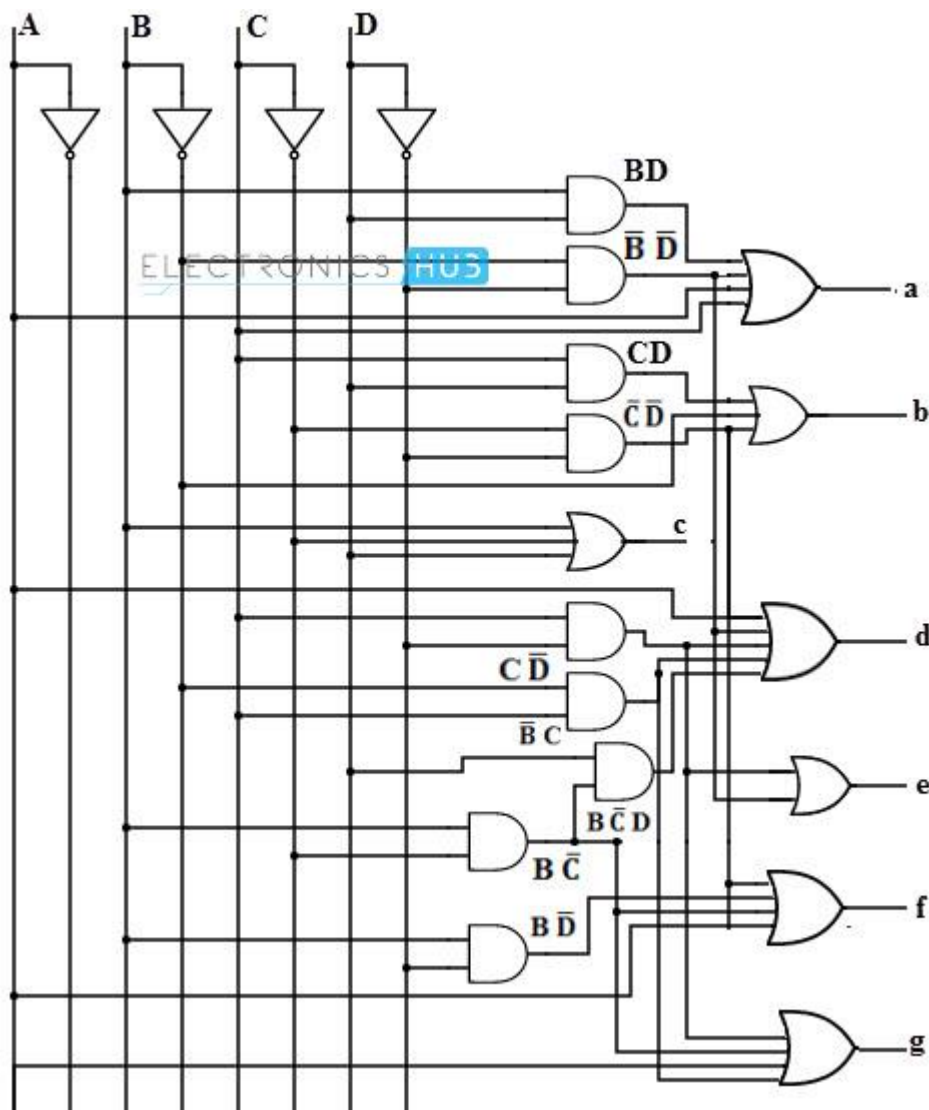 A B C D
BD
B̅ D̅
ELECTRONICS HUB
a
CD
b
C̅ D̅
c
d
C D̅
B̅ C
e
B C̅ D
B C̅
f
B D̅
g